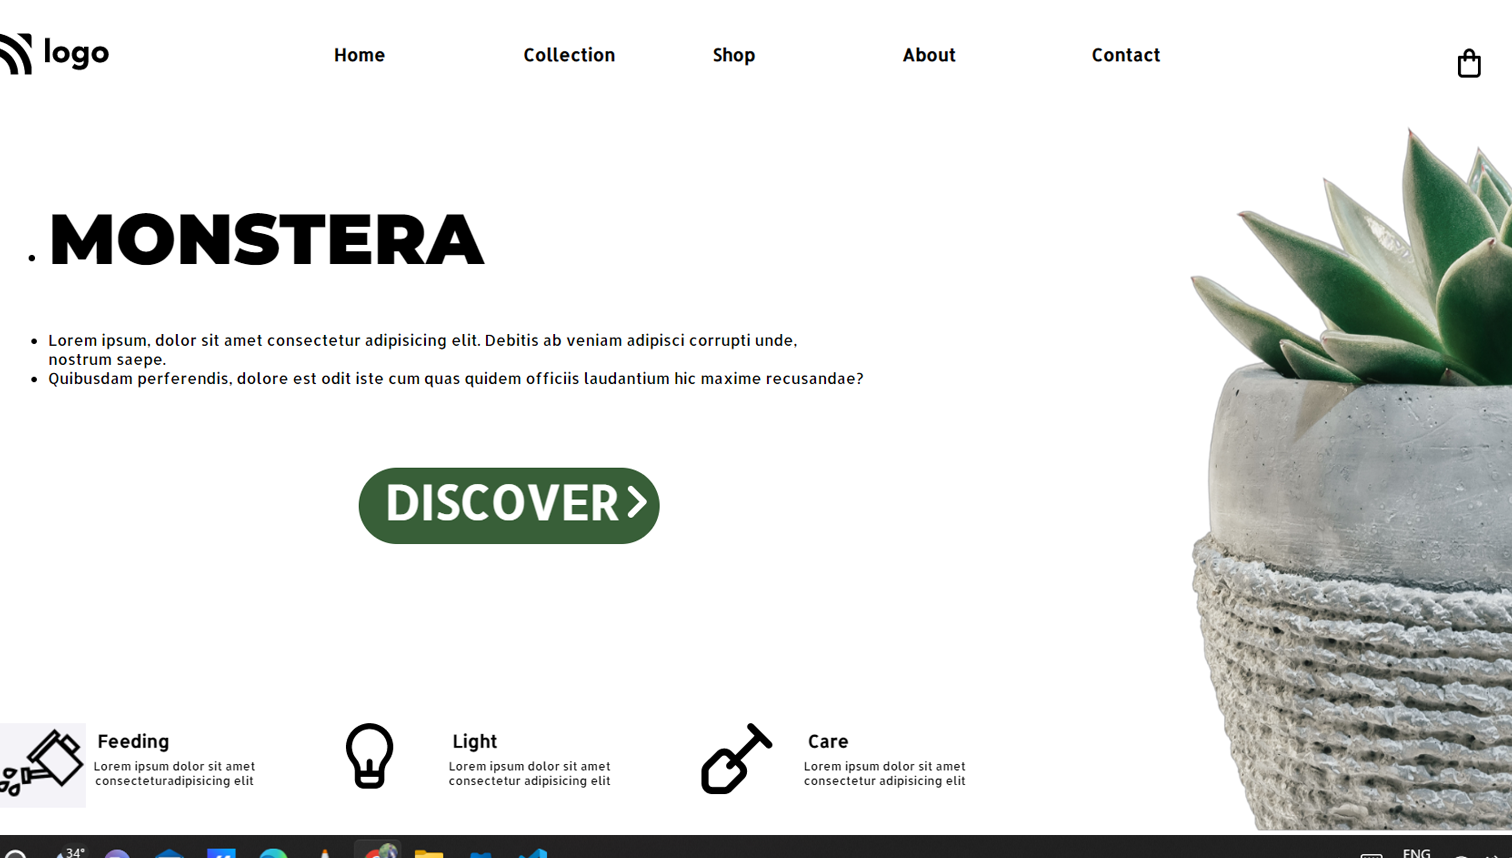 logo
Home Collection Shop About Contact
MONSTERA
Lorem ipsum, dolor sit amet consectetur adipisicing elit. Debitis ab veniam adipisci corrupti unde,
nostrum saepe.
Quibusdam perferendis, dolore est odit iste cum quas quidem officiis laudantium hic maxime recusandae?
DISCOVER
Feeding
Lorem ipsum dolor sit amet
consecteturadipisicing elit
Light
Lorem ipsum dolor sit amet
consectetur adipisicing elit
Care
Lorem ipsum dolor sit amet
consectetur adipisicing elit
34°
ENG